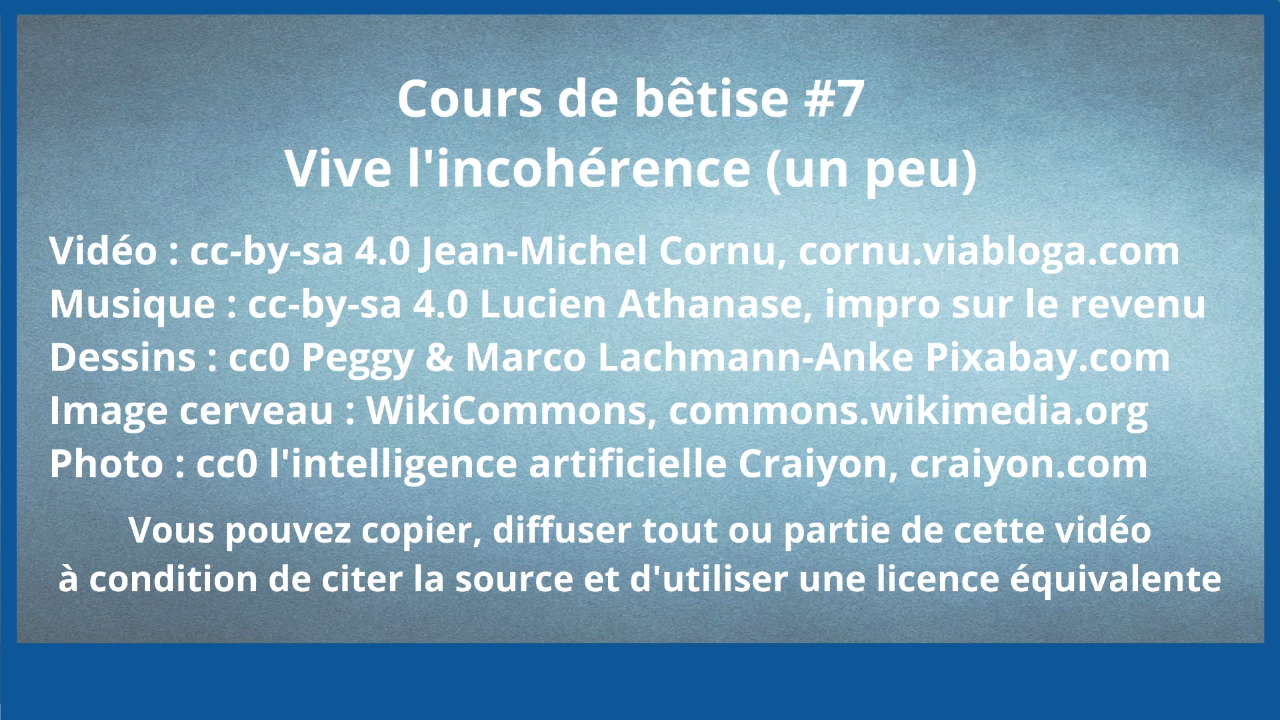 Cours de bêtise #7
Vive l'incohérence (un peu)
Vidéo : cc-by-sa 4.0 Jean-Michel Cornu, cornu.viabloga.com
Musique : cc-by-sa 4.0 Lucien Athanase, impro sur le revenu
Dessins : cc0 Peggy & Marco Lachmann-Anke Pixabay.com
Image cerveau : WikiCommons, commons.wikimedia.org
Photo : cc0 l'intelligence artificielle Craiyon, craiyon.com
Vous pouvez copier, diffuser tout ou partie de cette vidéo
à condition de citer la source et d'utiliser une licence équivalente